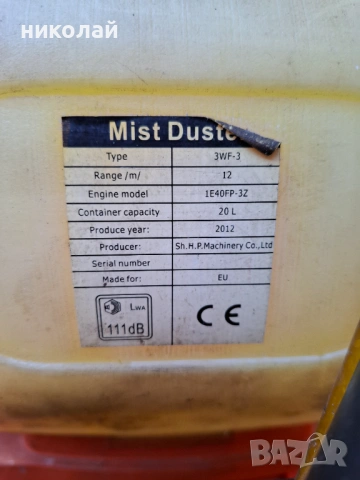 николай
Mist Duste
Type 3WF-3
Range /m/ 12
Engine model 1E40FP-3Z
Container capacity 20 L
Produce year: 2012
Producer: Sh.H.P.Machinery Co.,Ltd
Serial number
Made for: EU
LWA
111dB
CE
BAZAR